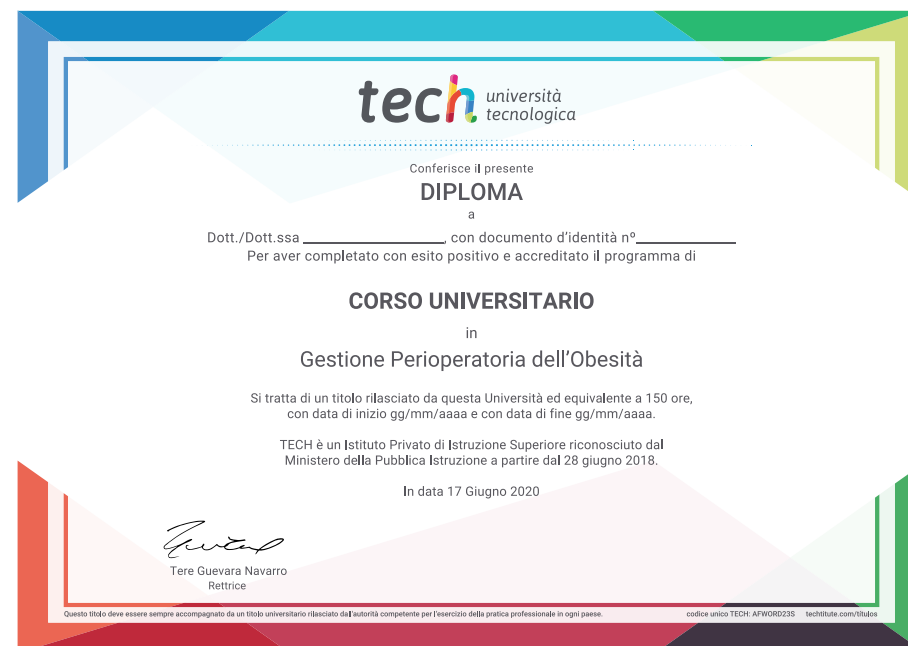 tech università
tecnologica
Conferisce il presente
DIPLOMA
a
Dott./Dott.ssa ____________________, con documento d'identità nº______________
Per aver completato con esito positivo e accreditato il programma di
CORSO UNIVERSITARIO
in
Gestione Perioperatoria dell'Obesità
Si tratta di un titolo rilasciato da questa Università ed equivalente a 150 ore,
con data di inizio gg/mm/aaaa e con data di fine gg/mm/aaaa.
TECH è un Istituto Privato di Istruzione Superiore riconosciuto dal
Ministero della Pubblica Istruzione a partire dal 28 giugno 2018.
In data 17 Giugno 2020
Tere Guevara Navarro
Rettrice
Questo titolo deve essere sempre accompagnato da un titolo universitario rilasciato dall'autorità competente per l'esercizio della pratica professionale in ogni paese. codice unico TECH: AFWORD23S techtitute.com/titulos